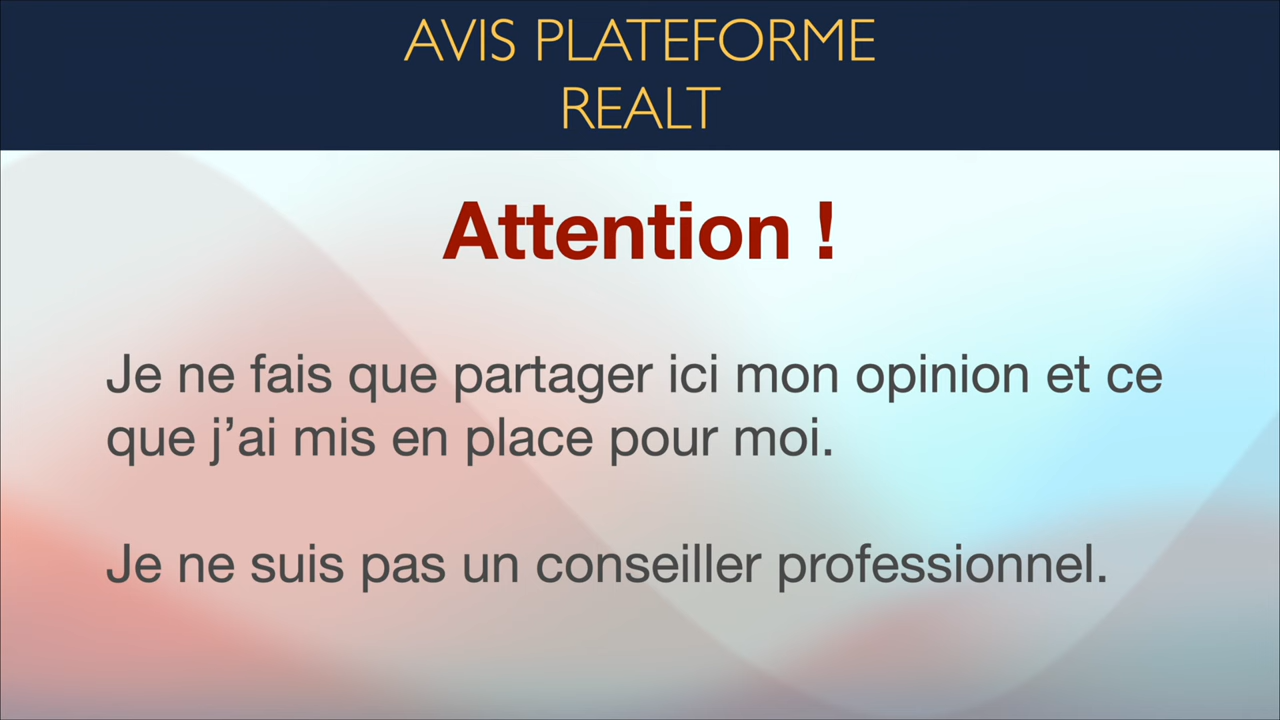 AVIS PLATEFORME
REALT
Attention !
Je ne fais que partager ici mon opinion et ce
que j’ai mis en place pour moi.
Je ne suis pas un conseiller professionnel.